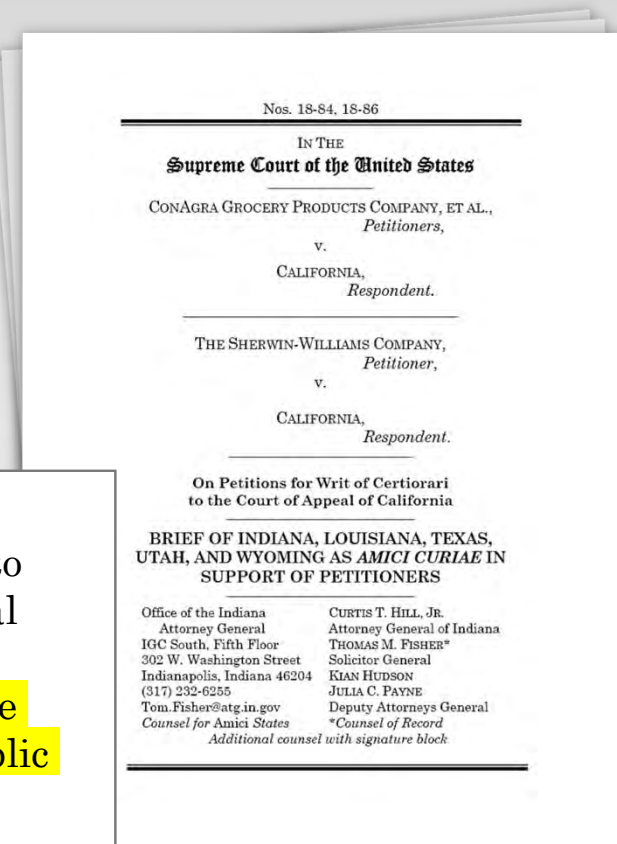 Nos. 18-84, 18-86
IN THE
Supreme Court of the United States
CONAGRA GROCERY PRODUCTS COMPANY, ET AL.,
Petitioners,
v.
CALIFORNIA,
Respondent.
THE SHERWIN-WILLIAMS COMPANY,
Petitioner,
v.
CALIFORNIA,
Respondent.
On Petitions for Writ of Certiorari
to the Court of Appeal of California
BRIEF OF INDIANA, LOUISIANA, TEXAS,
UTAH, AND WYOMING AS AMICI CURIAE IN
SUPPORT OF PETITIONERS
Office of the Indiana
Attorney General
IGC South, Fifth Floor
302 W. Washington Street
Indianapolis, Indiana 46204
(317) 232-6255
Tom.Fisher@atg.in.gov
Counsel for Amici States
CURTIS T. HILL, JR.
Attorney General of Indiana
THOMAS M. FISHER*
Solicitor General
KIAN HUDSON
JULIA C. PAYNE
Deputy Attorneys General
*Counsel of Record
Additional counsel with signature block